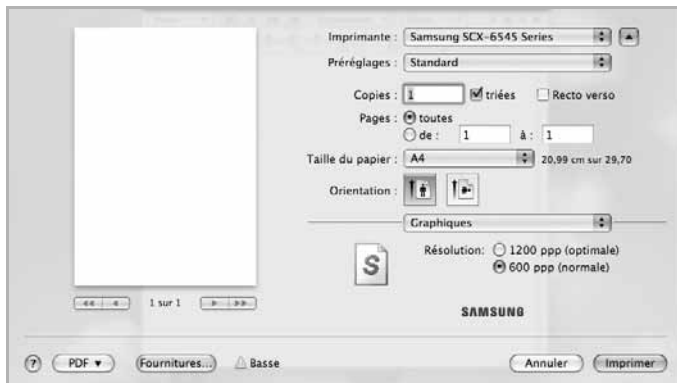 Imprimante : Samsung SCX-6545 Series
Préréglages : Standard
Copies : 1 triées Recto verso
Pages : toutes
de : 1 à : 1
Taille du papier : A4 20,99 cm sur 29,70
Orientation :
Graphiques
S
Résolution: 1200 ppp (optimale)
600 ppp (normale)
1 sur 1
SAMSUNG
? PDF Fournitures... Basse Annuler Imprimer